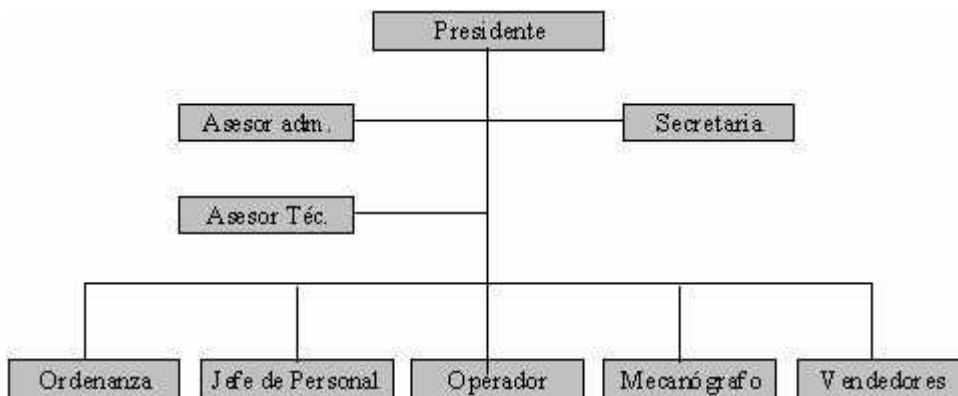 Presidente
Asesor adm.
Secretaria
Asesor Téc.
Ordenanza
Jefe de Personal
Operador
Mecanógrafo
Vendedores